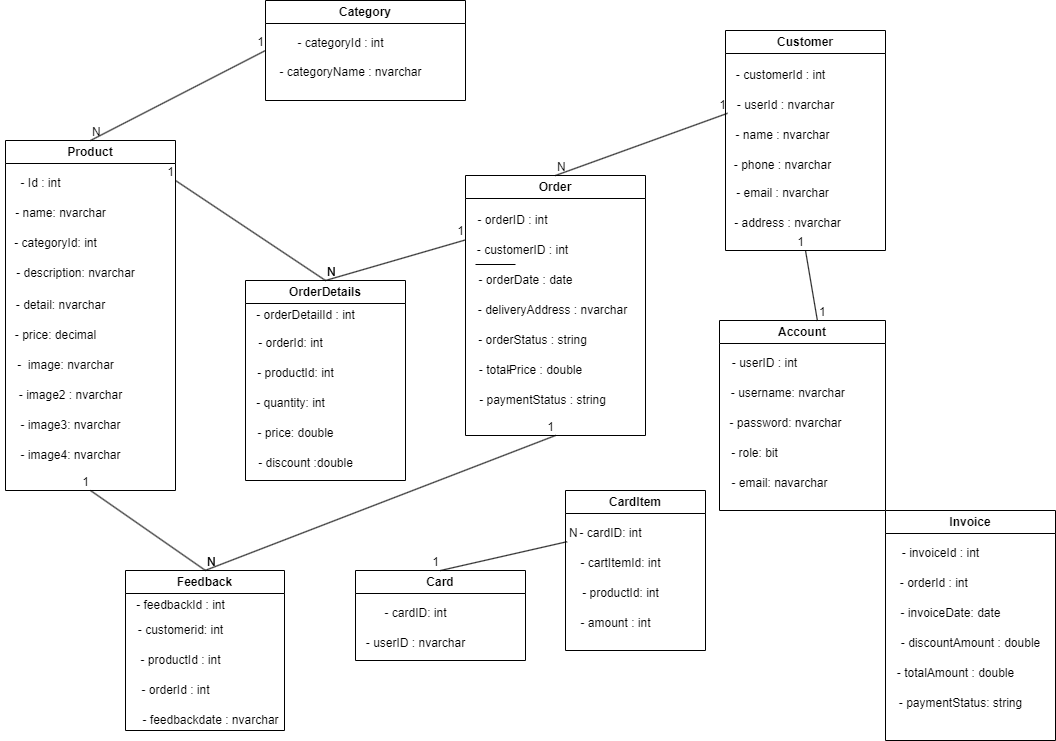 Category
- categoryId : int
- categoryName : nvarchar
1
N
Customer
- customerId : int
- userId : nvarchar
- name : nvarchar
- phone : nvarchar
- email : nvarchar
- address : nvarchar
1
1
N
Product
- Id : int
- name: nvarchar
- categoryId: int
- description: nvarchar
- detail: nvarchar
- price: decimal
- image: nvarchar
- image2 : nvarchar
- image3: nvarchar
- image4: nvarchar
1
1
Order
- orderID : int
- customerID : int
- orderDate : date
- deliveryAddress : nvarchar
- orderStatus : string
- totalPrice : double
- paymentStatus : string
1
1
N
OrderDetails
- orderDetailId : int
- orderId: int
- productId: int
- quantity: int
- price: double
- discount :double
1
Account
- userID : int
- username: nvarchar
- password: nvarchar
- role: bit
- email: navarchar
N
Feedback
- feedbackId : int
- customerid: int
- productId : int
- orderId : int
- feedbackdate : nvarchar
1
Card
- cardID: int
- userID : nvarchar
N
CardItem
- cardID: int
- cartItemId: int
- productId: int
- amount : int
Invoice
- invoiceId : int
- orderId : int
- invoiceDate: date
- discountAmount : double
- totalAmount : double
- paymentStatus: string